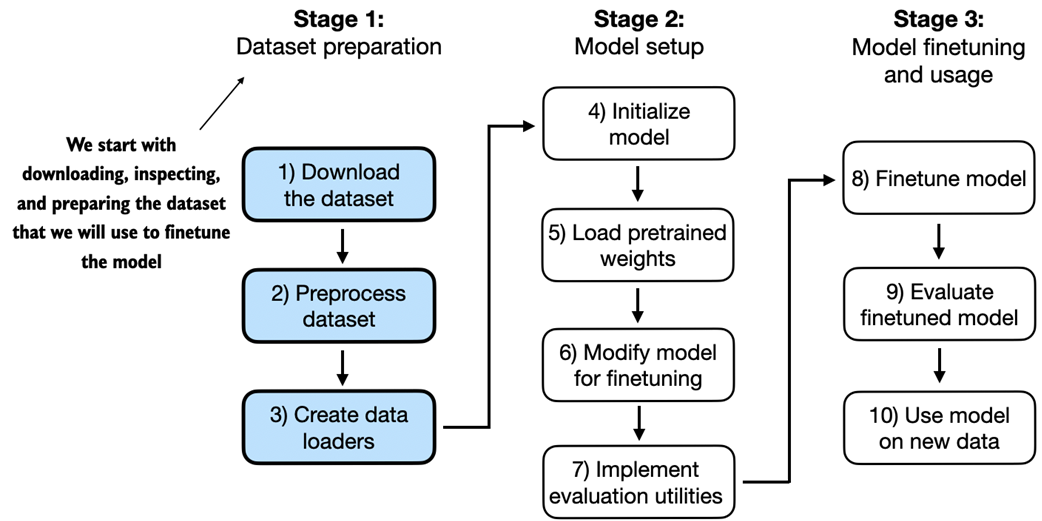 Stage 1:
Dataset preparation
We start with
downloading, inspecting,
and preparing the dataset
that we will use to finetune
the model
1) Download
the dataset
2) Preprocess
dataset
3) Create data
loaders
Stage 2:
Model setup
4) Initialize
model
5) Load pretrained
weights
6) Modify model
for finetuning
7) Implement
evaluation utilities
Stage 3:
Model finetuning
and usage
8) Finetune model
9) Evaluate
finetuned model
10) Use model
on new data